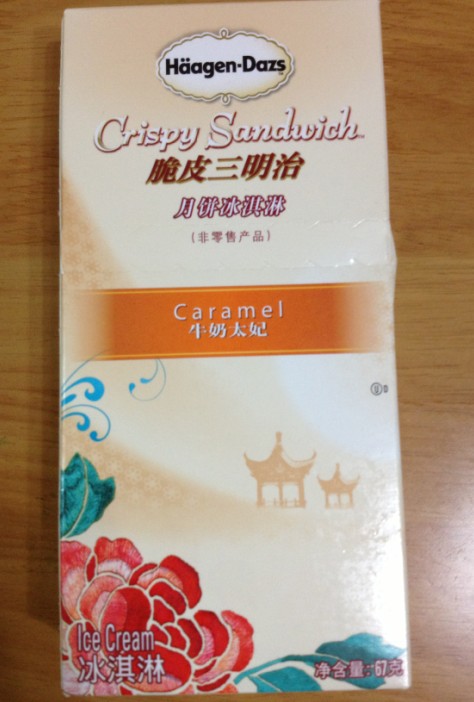 Häagen-Dazs
Crispy Sandwich™
脆皮三明治
月饼冰淇淋
(非零售产品)
Caramel
牛奶太妃
Ⓤ D
Ice Cream
冰淇淋
净含量:67克